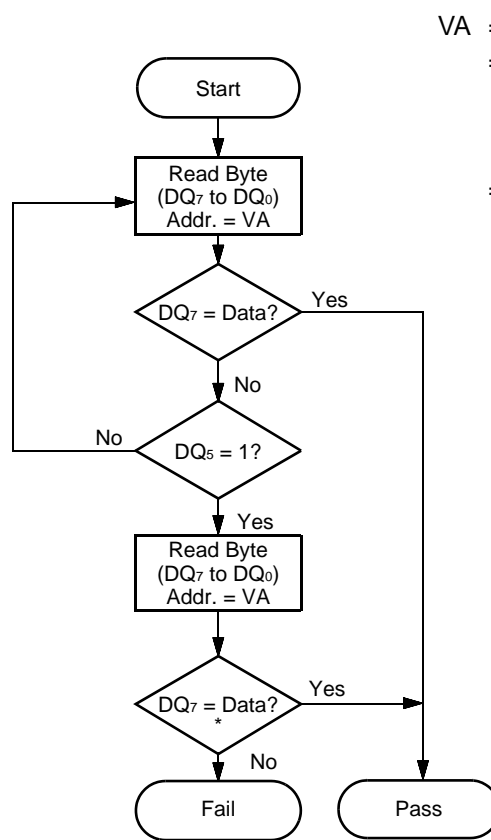 VA
Start
Read Byte
(DQ7 to DQ0)
Addr. = VA
DQ7 = Data?
Yes
No
No
DQ5 = 1?
Yes
Read Byte
(DQ7 to DQ0)
Addr. = VA
DQ7 = Data?
*
Yes
No
Fail
Pass